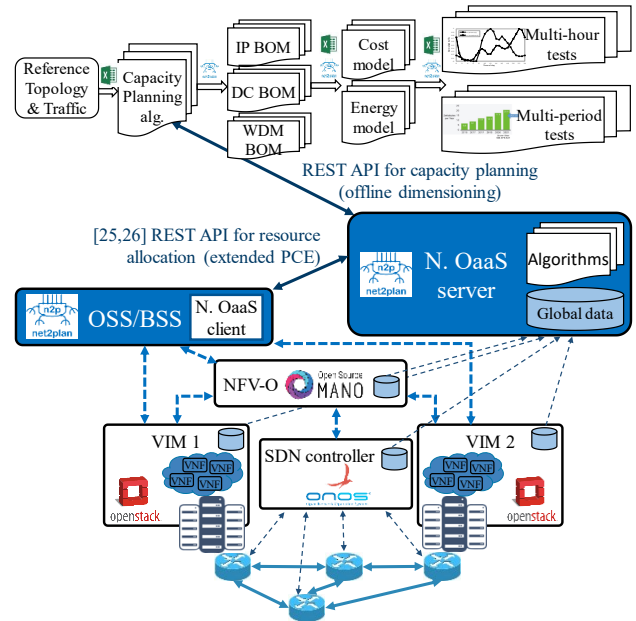 Reference
Topology
& Traffic
Capacity
Planning
alg.
IP BOM
DC BOM
WDM
BOM
Cost
model
Energy
model
Multi-hour
tests
Multi-period
tests
REST API for capacity planning
(offline dimensioning)
[25,26] REST API for resource
allocation (extended PCE)
n2p
net2plan
N. OaaS
server
Algorithms
Global data
n2p
net2plan
OSS/BSS
N. OaaS
client
NFV-O
Open Source
MANO
VIM 1
VNF
VNF
VNF
VNF
openstack
SDN controller
onos
VIM 2
VNF
VNF
VNF
VNF
openstack